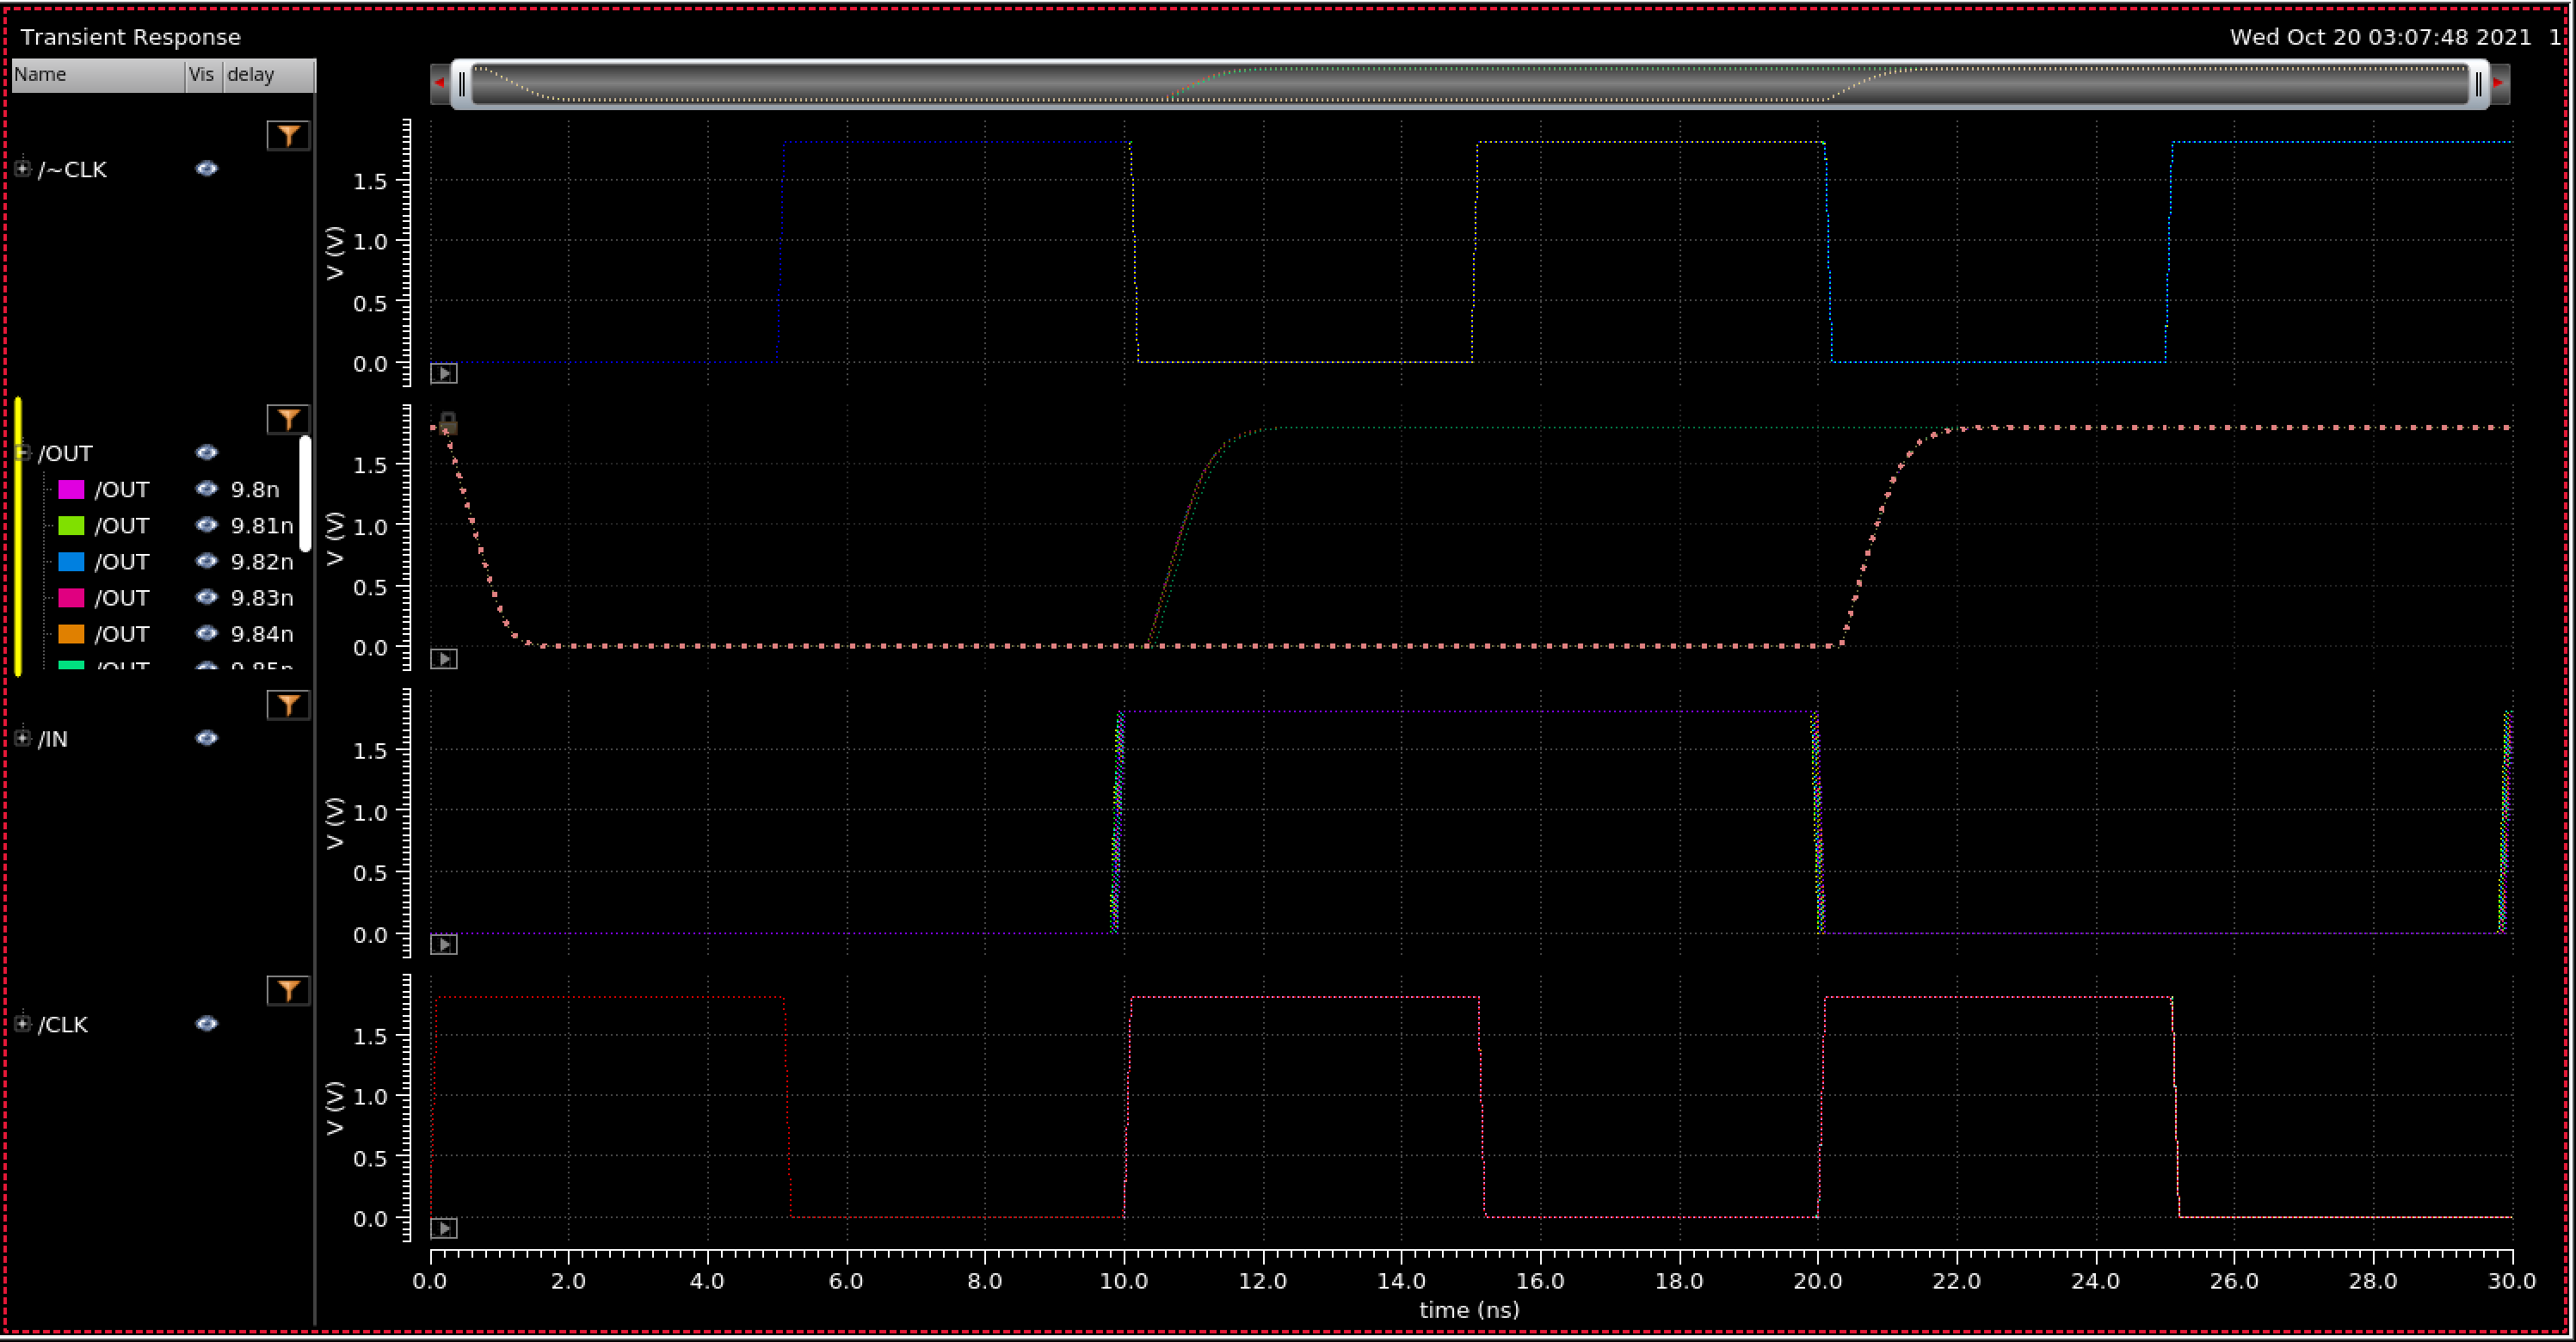 Transient Response
Wed Oct 20 03:07:48 2021 1
Name Vis delay
/~CLK
V (V)
1.5
1.0
0.5
0.0
/OUT
/OUT 9.8n
/OUT 9.81n
/OUT 9.82n
/OUT 9.83n
/OUT 9.84n
/OUT 9.85n
V (V)
1.5
1.0
0.5
0.0
/IN
V (V)
1.5
1.0
0.5
0.0
/CLK
V (V)
1.5
1.0
0.5
0.0
0.0 2.0 4.0 6.0 8.0 10.0 12.0 14.0 16.0 18.0 20.0 22.0 24.0 26.0 28.0 30.0
time (ns)